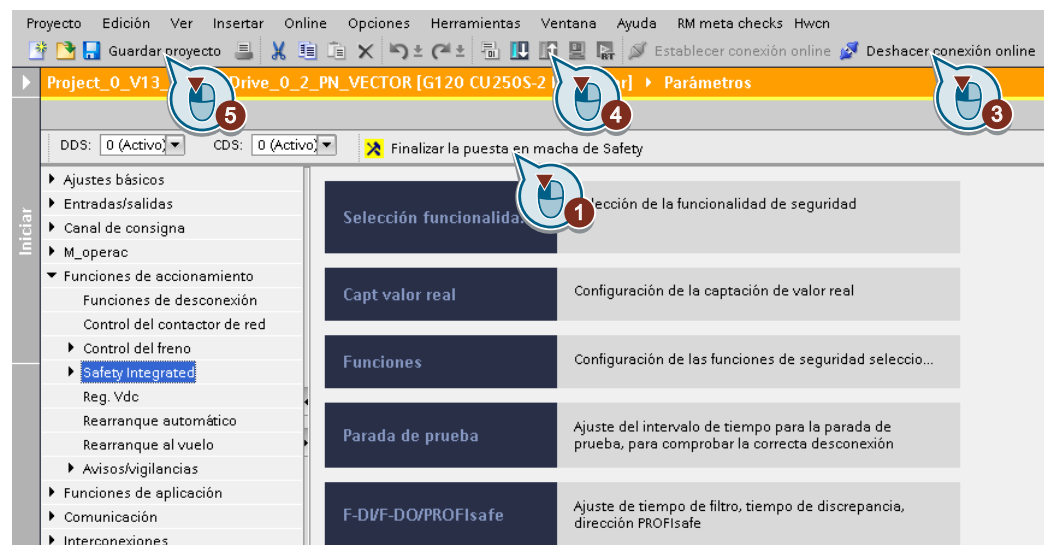 Proyecto Edición Ver Insertar Online Opciones Herramientas Ventana Ayuda RM meta checks Hwcn
Guardar proyecto Establecer conexión online Deshacer conexión online
Project_0_V13_ Drive_0_2_PN_VECTOR [G120 CU250S-2 r] Parámetros
5
4
3
DDS: 0 (Activo) CDS: 0 (Activo) Finalizar la puesta en macha de Safety
1
Iniciar
Ajustes básicos
Entradas/salidas
Canal de consigna
M_operac
Funciones de accionamiento
Funciones de desconexión
Control del contactor de red
Control del freno
Safety Integrated
Reg. Vdc
Rearranque automático
Rearranque al vuelo
Avisos/vigilancias
Funciones de aplicación
Comunicación
Interconexiones
Selección funcionalida...
lección de la funcionalidad de seguridad
Capt valor real
Configuración de la captación de valor real
Funciones
Configuración de las funciones de seguridad seleccio...
Parada de prueba
Ajuste del intervalo de tiempo para la parada de
prueba, para comprobar la correcta desconexión
F-DI/F-DO/PROFIsafe
Ajuste de tiempo de filtro, tiempo de discrepancia,
dirección PROFIsafe